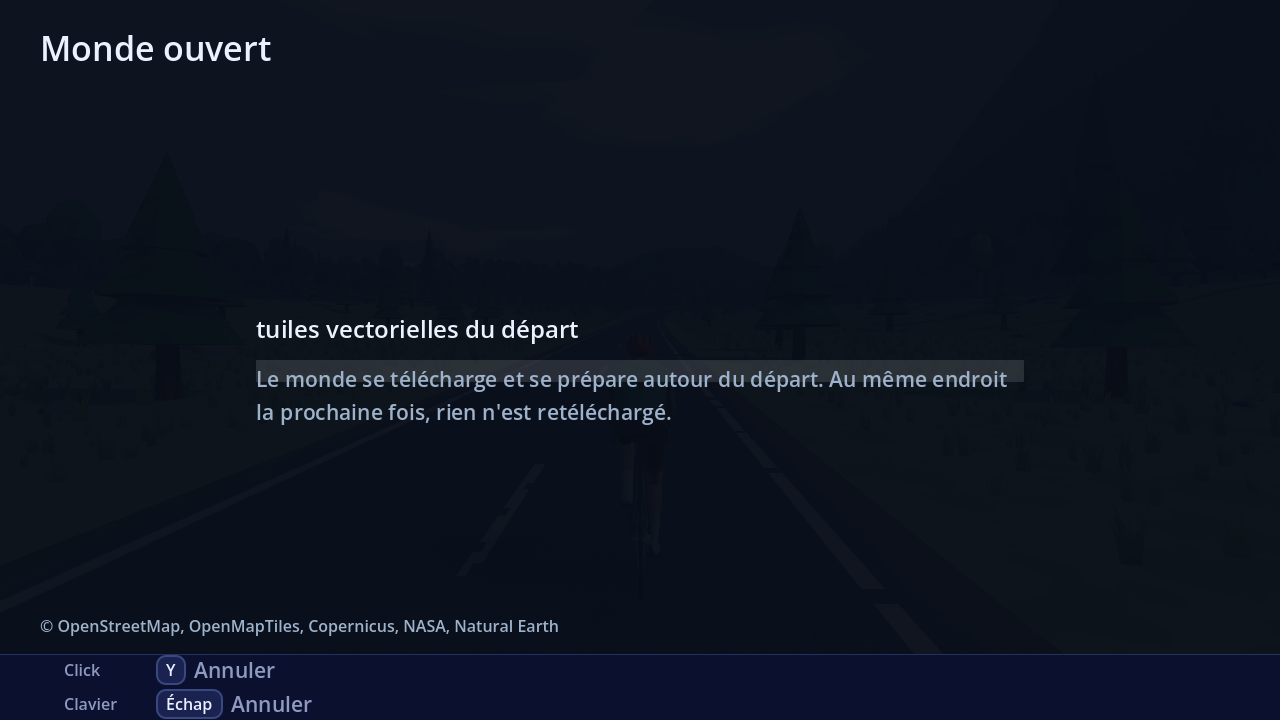 Monde ouvert
tuiles vectorielles du départ
Le monde se télécharge et se prépare autour du départ. Au même endroit
la prochaine fois, rien n'est retéléchargé.
© OpenStreetMap, OpenMapTiles, Copernicus, NASA, Natural Earth
Click Y Annuler
Clavier Échap Annuler